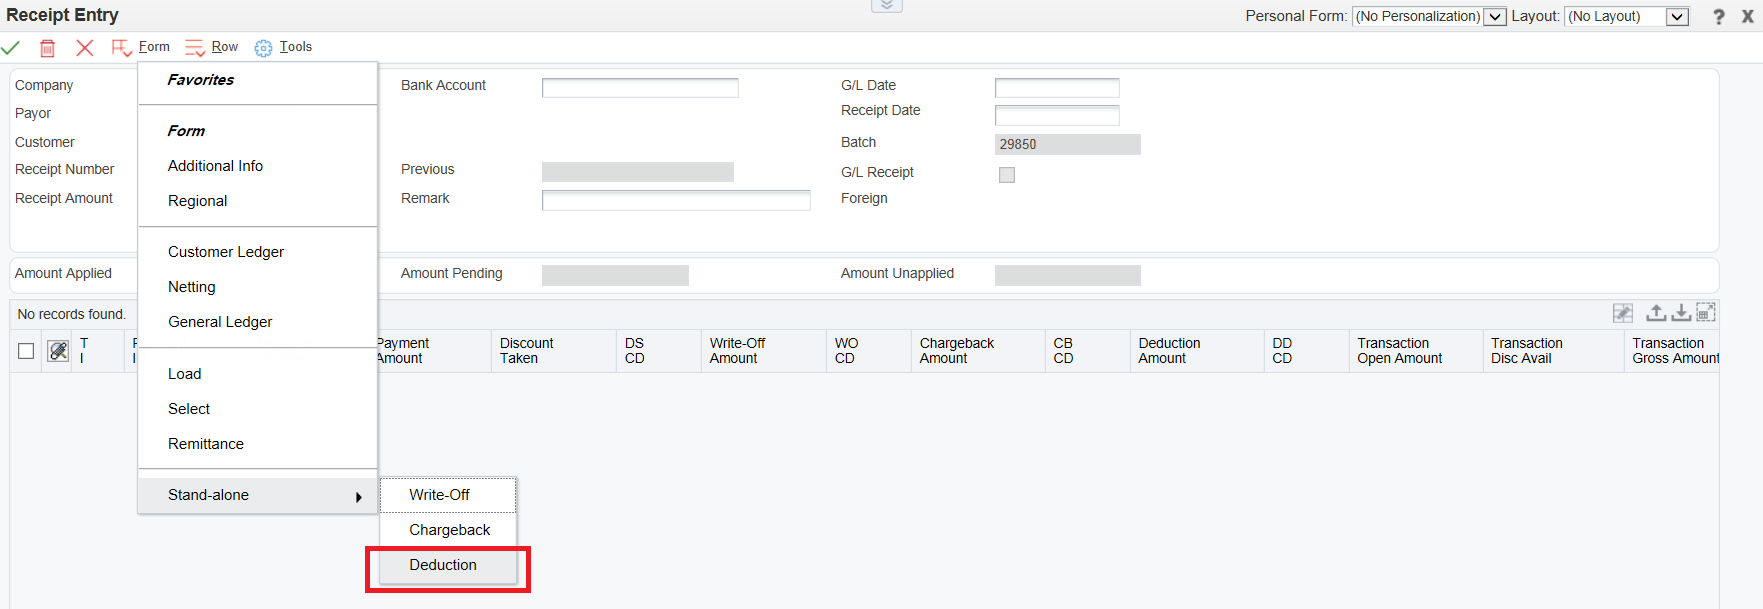 Receipt Entry
Personal Form: (No Personalization) Layout: (No Layout) ? X
Form Row Tools
Favorites
Form
Additional Info
Regional
Customer Ledger
Netting
General Ledger
Load
Select
Remittance
Stand-alone
Write-Off
Chargeback
Deduction
Company
Payor
Customer
Receipt Number
Receipt Amount
Bank Account
Previous
Remark
G/L Date
Receipt Date
Batch 29850
G/L Receipt
Foreign
Amount Applied Amount Pending Amount Unapplied
No records found.
T
I
Payment
Amount
Discount
Taken
DS
CD
Write-Off
Amount
WO
CD
Chargeback
Amount
CB
CD
Deduction
Amount
DD
CD
Transaction
Open Amount
Transaction
Disc Avail
Transaction
Gross Amount